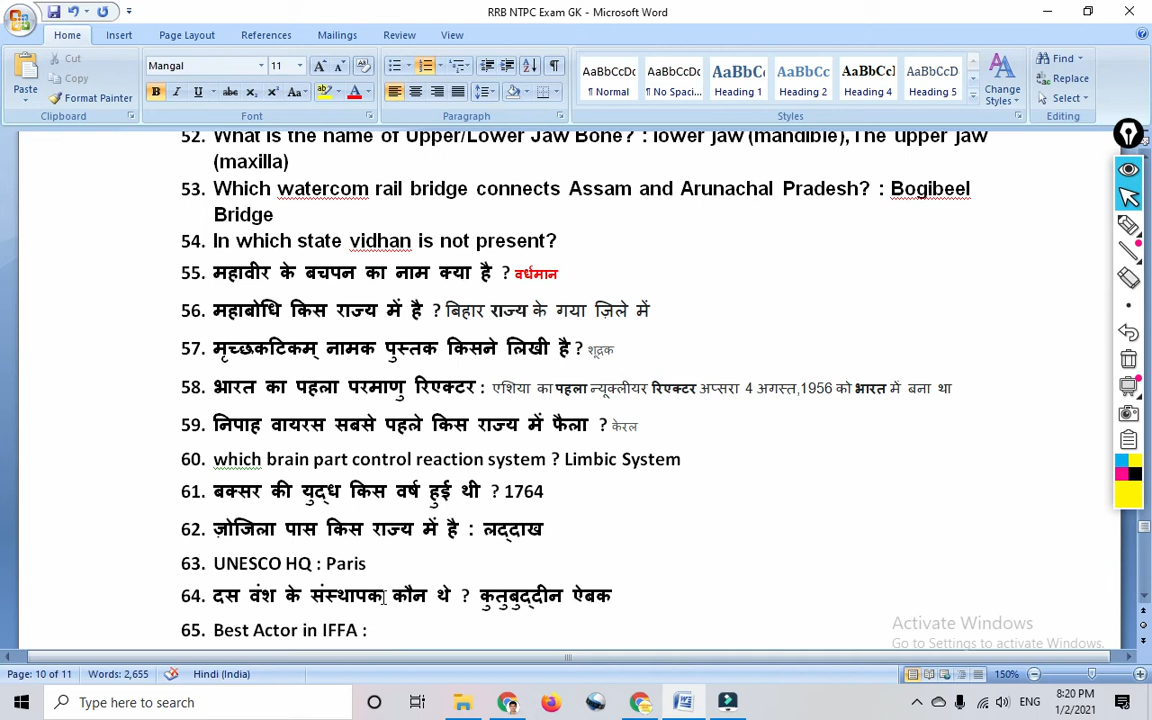 RRB NTPC Exam GK - Microsoft Word
Home Insert Page Layout References Mailings Review View
Paste Cut Copy Format Painter Clipboard
Mangal 11 Font
Paragraph
AaBbCcDc AaBbCcDc AaBbC AaBbCc AaBbCcI AaBbCcD
¶ Normal ¶ No Spaci... Heading 1 Heading 2 Heading 4 Heading 5 Change Styles
Styles
Find Replace Select Editing
52. What is the name of Upper/Lower Jaw Bone? : lower jaw (mandible),The upper jaw
(maxilla)
53. Which watercom rail bridge connects Assam and Arunachal Pradesh? : Bogibeel
Bridge
54. In which state vidhan is not present?
55. महावीर के बचपन का नाम क्या है ? वर्धमान
56. महाबोधि किस राज्य में है ? बिहार राज्य के गया ज़िले में
57. मृच्छकटिकम् नामक पुस्तक किसने लिखी है ? शूद्रक
58. भारत का पहला परमाणु रिएक्टर : एशिया का पहला न्यूक्लीयर रिएक्टर अप्सरा 4 अगस्त,1956 को भारत में बना था
59. निपाह वायरस सबसे पहले किस राज्य में फैला ? केरल
60. which brain part control reaction system ? Limbic System
61. बक्सर की युद्ध किस वर्ष हुई थी ? 1764
62. ज़ोजिला पास किस राज्य में है : लद्दाख
63. UNESCO HQ : Paris
64. दस वंश के संस्थापक कौन थे ? कुतुबुद्दीन ऐबक
65. Best Actor in IFFA :
Activate Windows
Go to Settings to activate Windows.
Page: 10 of 11 Words: 2,655 Hindi (India) 150%
Type here to search
ENG
8:20 PM
1/2/2021